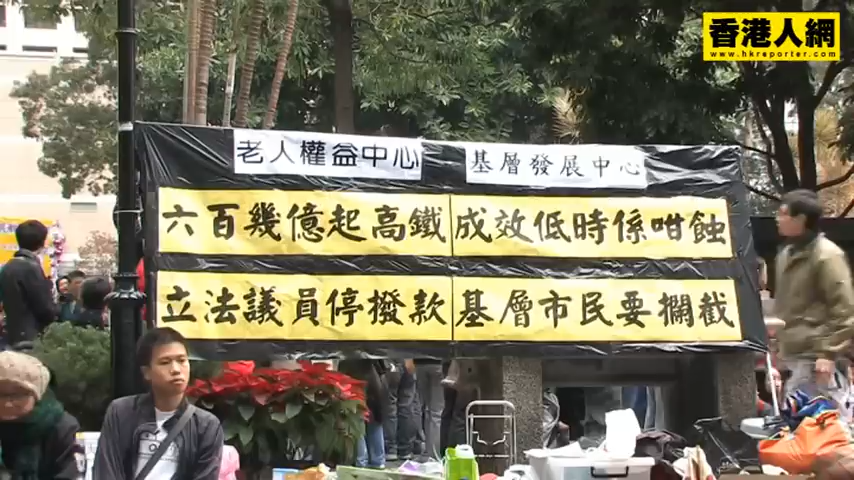 香港人網
www.hkreporter.com
老人權益中心 基層發展中心
六百幾億起高鐵 成效低時係咁蝕
立法議員停撥款 基層市民要攔截